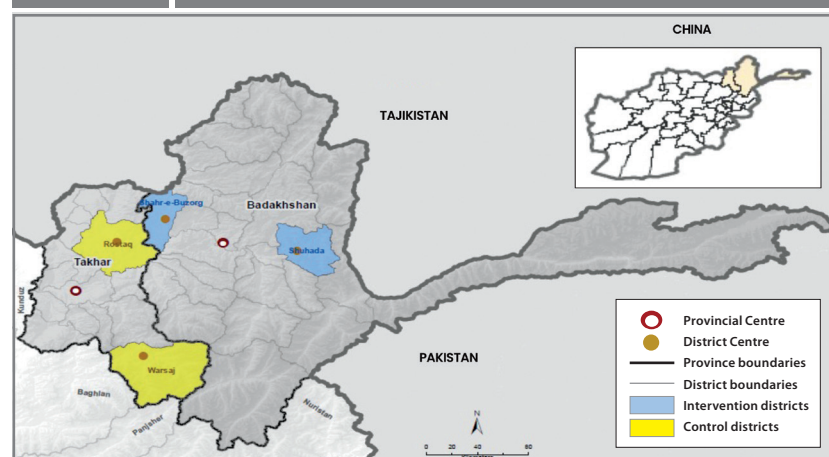 CHINA
TAJIKISTAN
Shahr-e-Buzorg
Badakhshan
Rostaq
Shuhada
Takhar
Kunduz
Provincial Centre
District Centre
Province boundaries
District boundaries
Intervention districts
Control districts
PAKISTAN
Warsaj
Baghlan
Panjsher
Nuristan
N
0 20 40 60